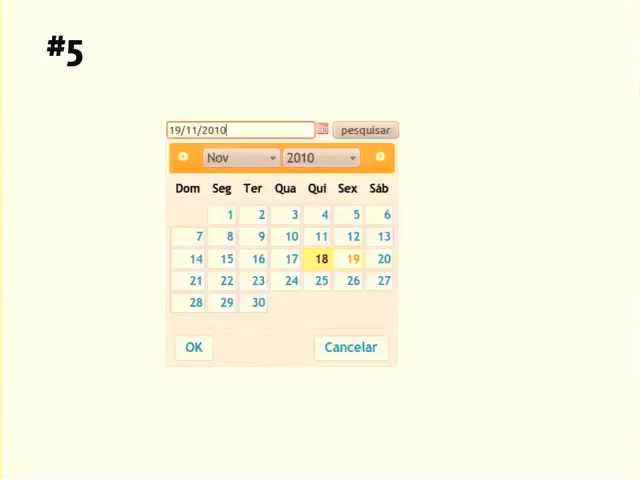 #5
19/11/2010 pesquisar
Nov 2010
Dom Seg Ter Qua Qui Sex Sáb
1 2 3 4 5 6
7 8 9 10 11 12 13
14 15 16 17 18 19 20
21 22 23 24 25 26 27
28 29 30
OK Cancelar